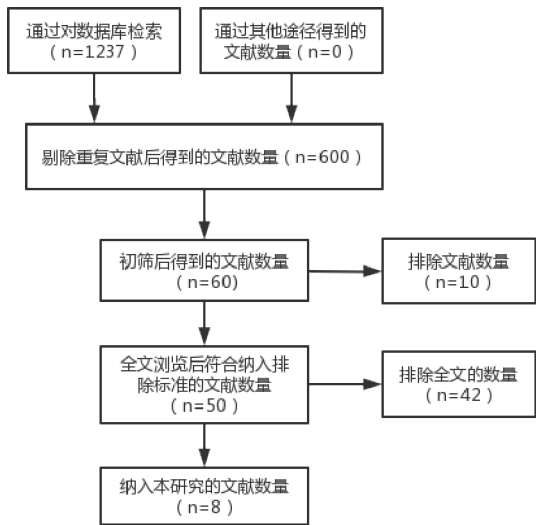 通过对数据库检索
（n=1237）
通过其他途径得到的
文献数量（n=0）
剔除重复文献后得到的文献数量（n=600）
初筛后得到的文献数量
（n=60)
排除文献数量
（n=10）
全文浏览后符合纳入排
除标准的文献数量
（n=50）
排除全文的数量
（n=42）
纳入本研究的文献数量
（n=8）